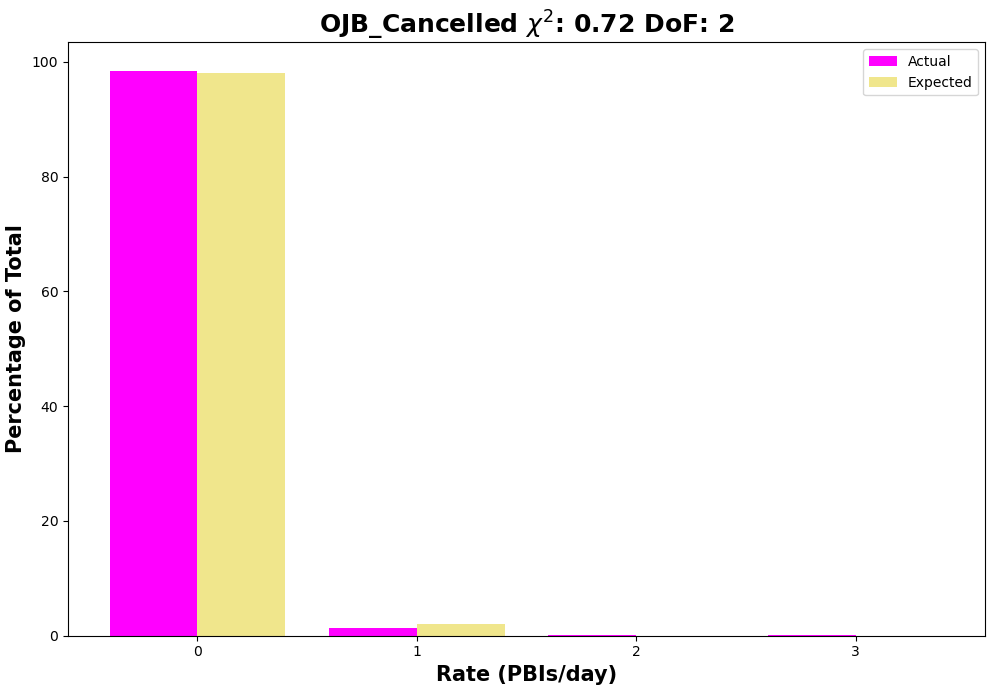 OJB_Cancelled χ²: 0.72 DoF: 2
Actual
Expected
Percentage of Total
100
80
60
40
20
0
0 1 2 3
Rate (PBIs/day)